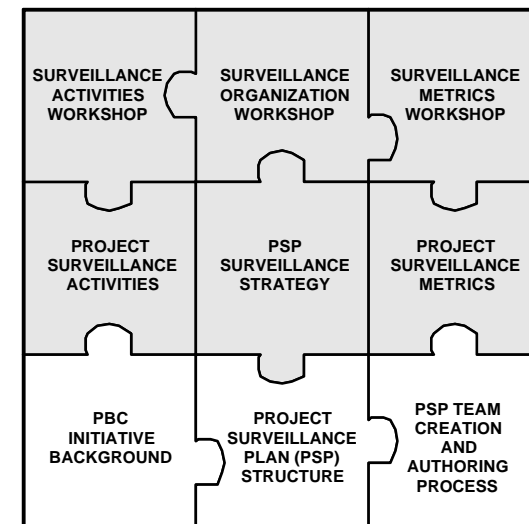 SURVEILLANCE
ACTIVITIES
WORKSHOP
SURVEILLANCE
ORGANIZATION
WORKSHOP
SURVEILLANCE
METRICS
WORKSHOP
PROJECT
SURVEILLANCE
ACTIVITIES
PSP
SURVEILLANCE
STRATEGY
PROJECT
SURVEILLANCE
METRICS
PBC
INITIATIVE
BACKGROUND
PROJECT
SURVEILLANCE
PLAN (PSP)
STRUCTURE
PSP TEAM
CREATION
AND
AUTHORING
PROCESS